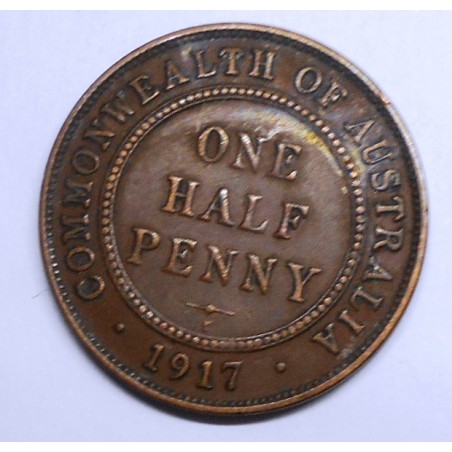 COMMONWEALTH OF AUSTRALIA
ONE
HALF
PENNY
· 1917 ·